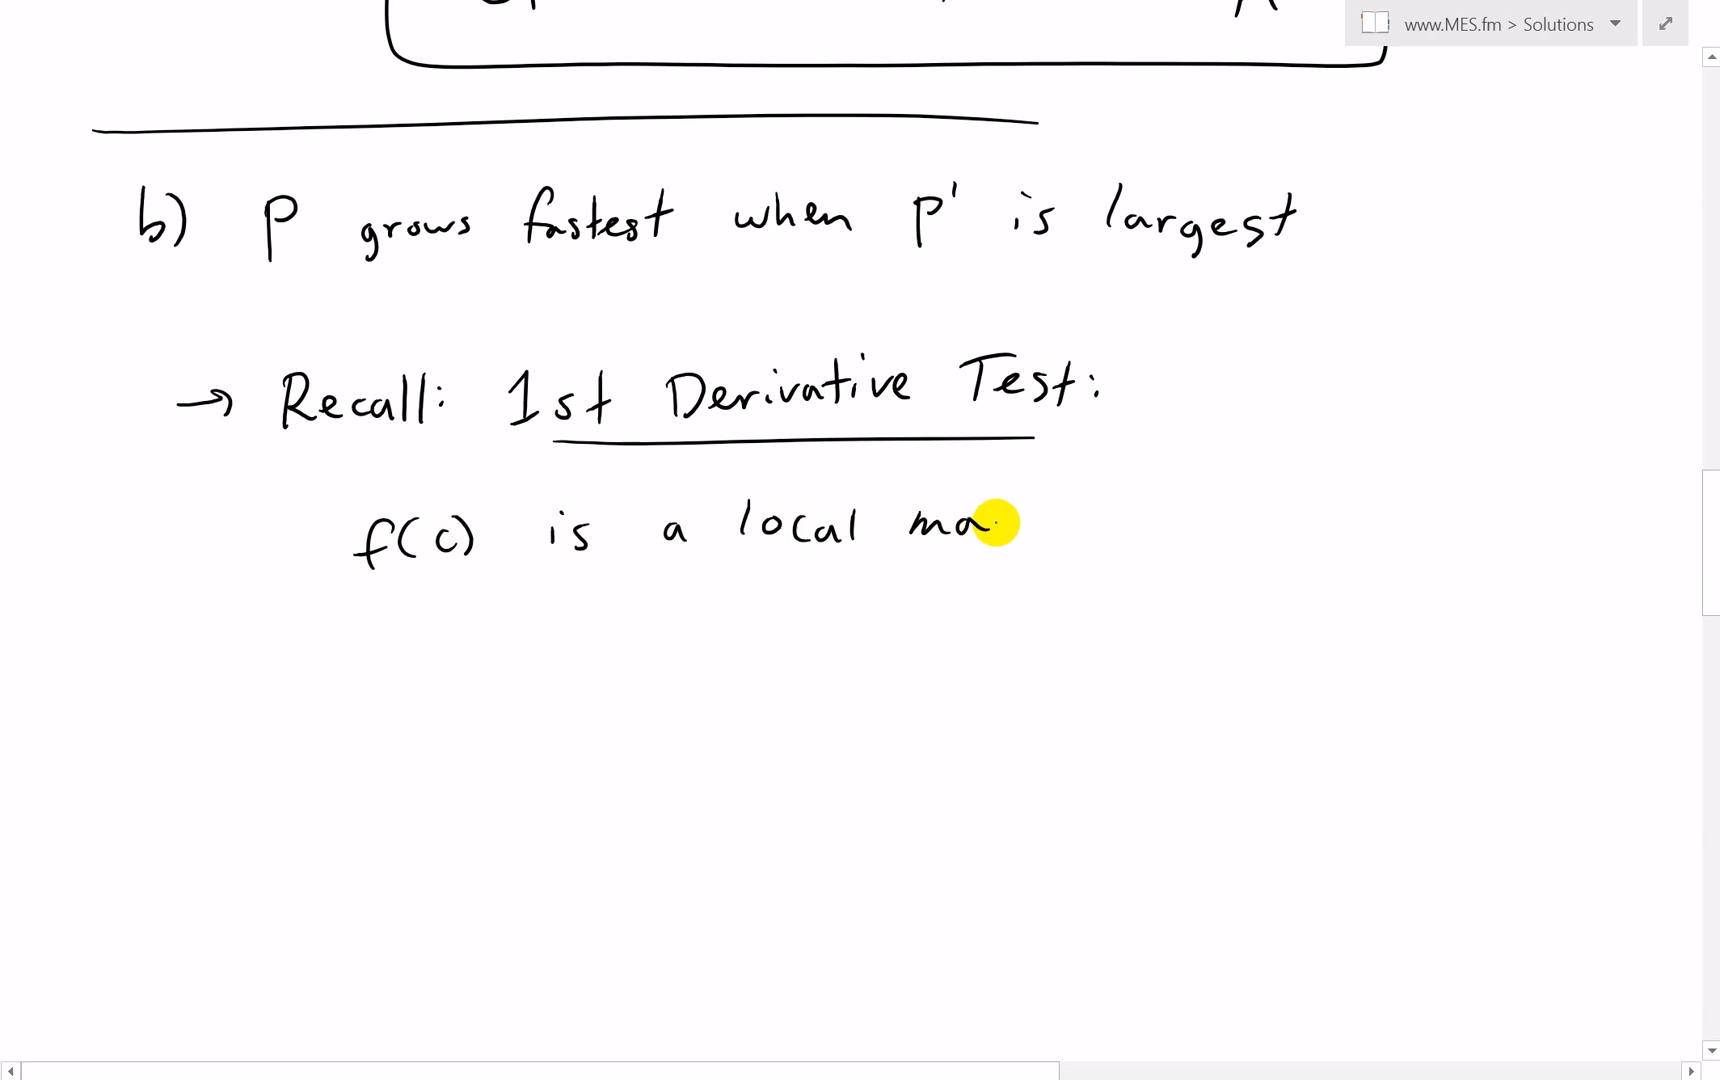 www.MES.fm > Solutions
b) P grows fastest when P' is largest
→ Recall: 1st Derivative Test:
f(c) is a local ma